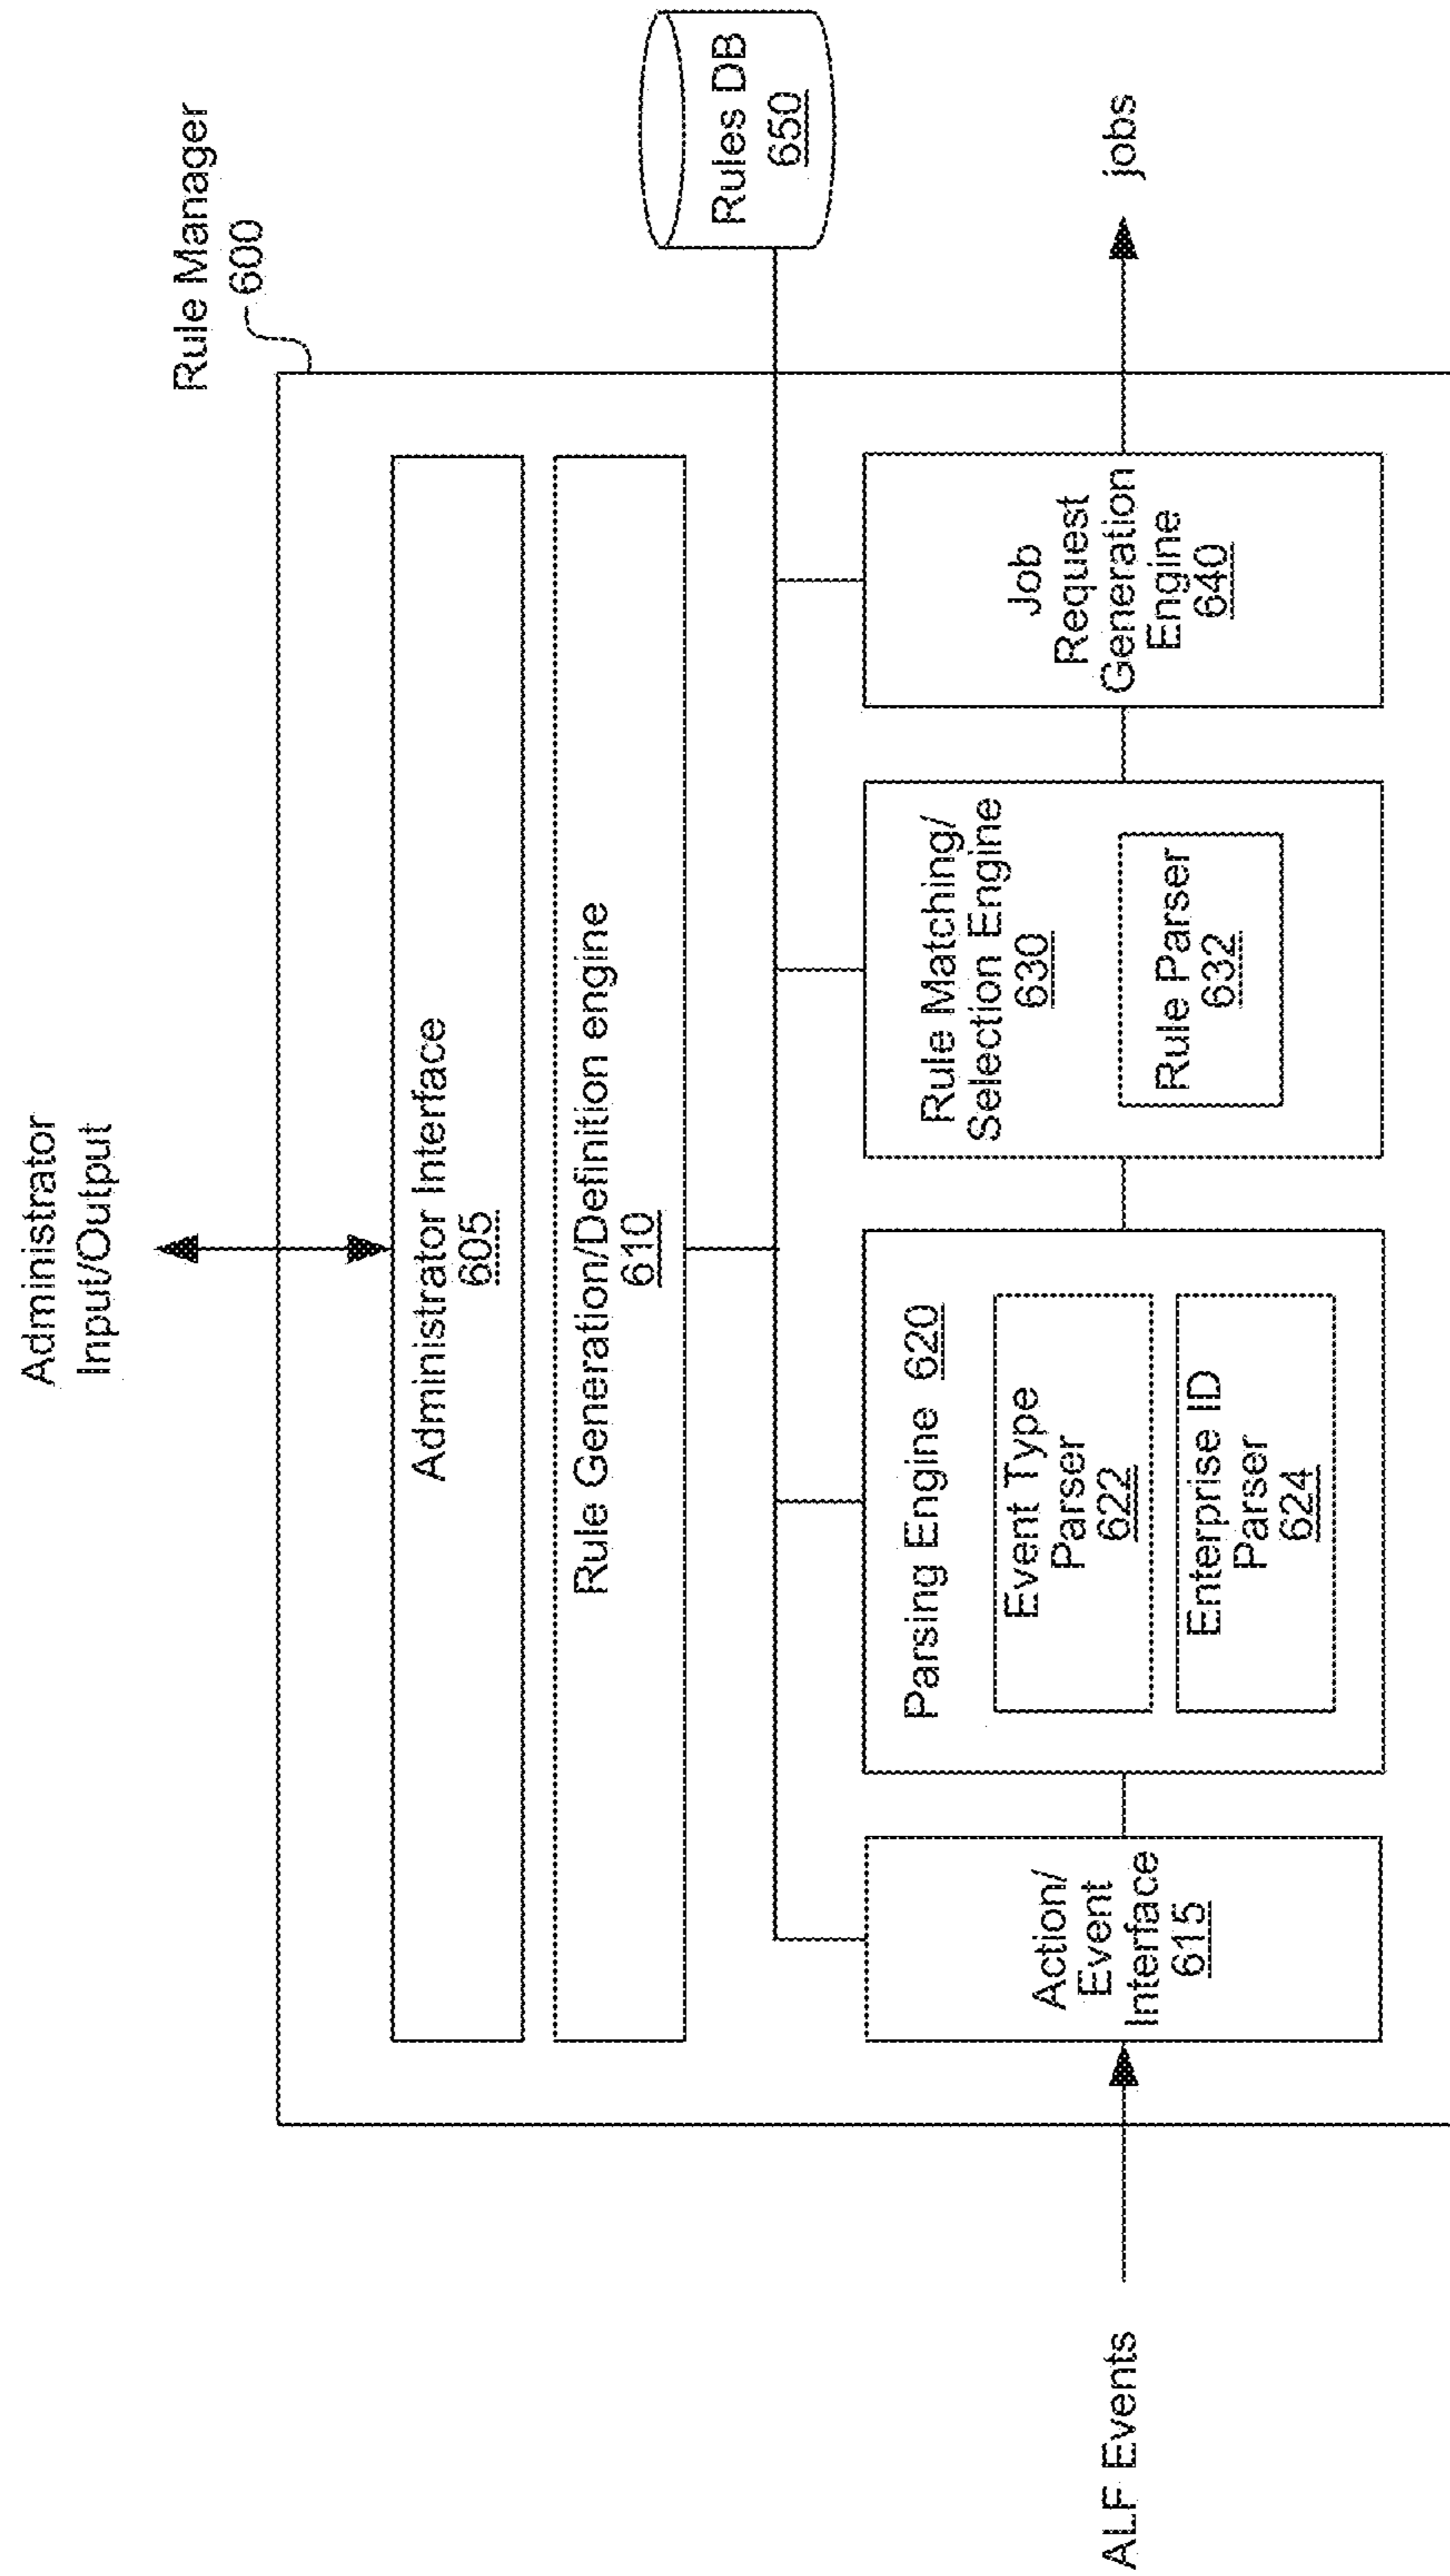 Administrator
Input/Output
Rule Manager
600
Administrator Interface
605
Rule Generation/Definition engine
610
Rules DB
650
ALF Events
Action/
Event
Interface
615
Parsing Engine 620
Event Type
Parser
622
Enterprise ID
Parser
624
Rule Matching/
Selection Engine
630
Rule Parser
632
Job
Request
Generation
Engine
640
jobs